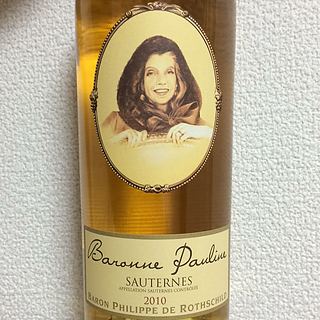 Baronne Pauline
SAUTERNES
APPELLATION SAUTERNES CONTRÔLÉE
2010
BARON PHILIPPE DE ROTHSCHILD